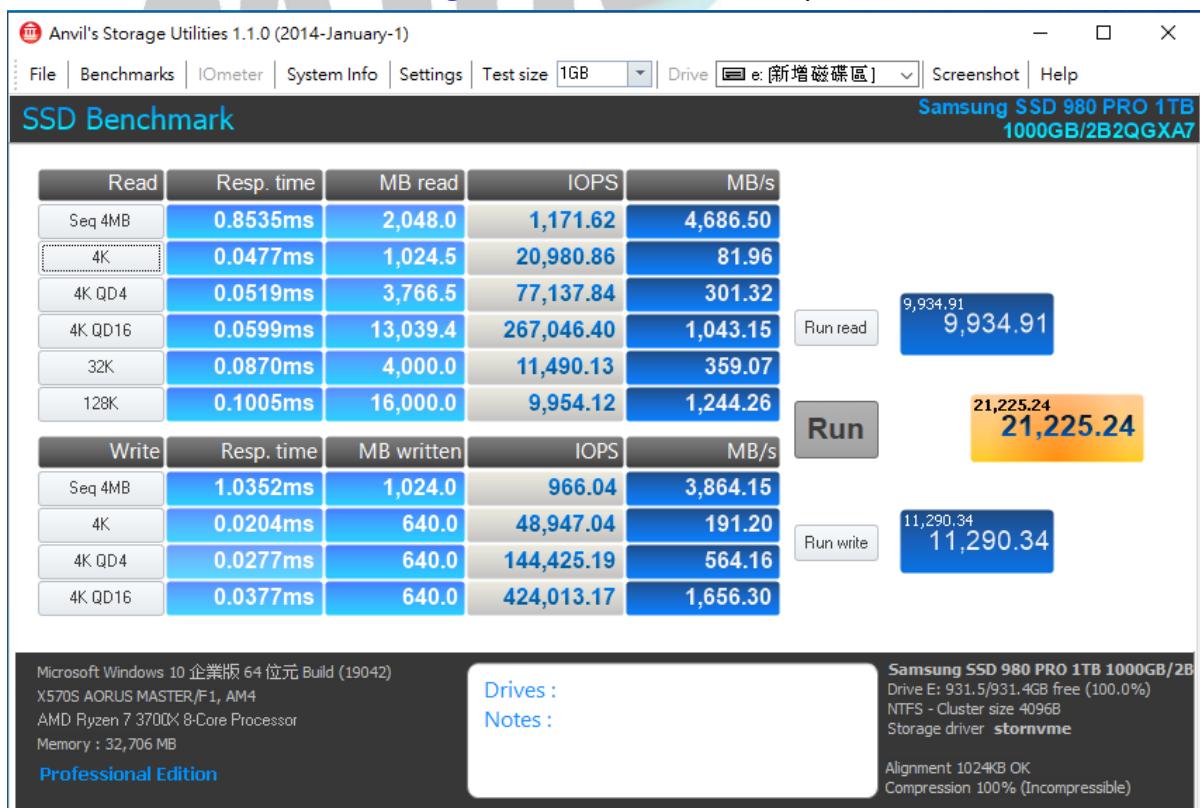 Anvil's Storage Utilities 1.1.0 (2014-January-1)
File Benchmarks IOmeter System Info Settings Test size 1GB Drive e: [新增磁碟區] Screenshot Help
SSD Benchmark
Samsung SSD 980 PRO 1TB
1000GB/2B2QGXA7
Read Resp. time MB read IOPS MB/s
Seq 4MB 0.8535ms 2,048.0 1,171.62 4,686.50
4K 0.0477ms 1,024.5 20,980.86 81.96
4K QD4 0.0519ms 3,766.5 77,137.84 301.32
4K QD16 0.0599ms 13,039.4 267,046.40 1,043.15
32K 0.0870ms 4,000.0 11,490.13 359.07
128K 0.1005ms 16,000.0 9,954.12 1,244.26
Run read
9,934.91
9,934.91
Run
21,225.24
21,225.24
Write Resp. time MB written IOPS MB/s
Seq 4MB 1.0352ms 1,024.0 966.04 3,864.15
4K 0.0204ms 640.0 48,947.04 191.20
4K QD4 0.0277ms 640.0 144,425.19 564.16
4K QD16 0.0377ms 640.0 424,013.17 1,656.30
Run write
11,290.34
11,290.34
Microsoft Windows 10 企業版 64 位元 Build (19042)
X570S AORUS MASTER/F1, AM4
AMD Ryzen 7 3700X 8-Core Processor
Memory : 32,706 MB
Professional Edition
Drives :
Notes :
Samsung SSD 980 PRO 1TB 1000GB/2B
Drive E: 931.5/931.4GB free (100.0%)
NTFS - Cluster size 4096B
Storage driver stornvme
Alignment 1024KB OK
Compression 100% (Incompressible)